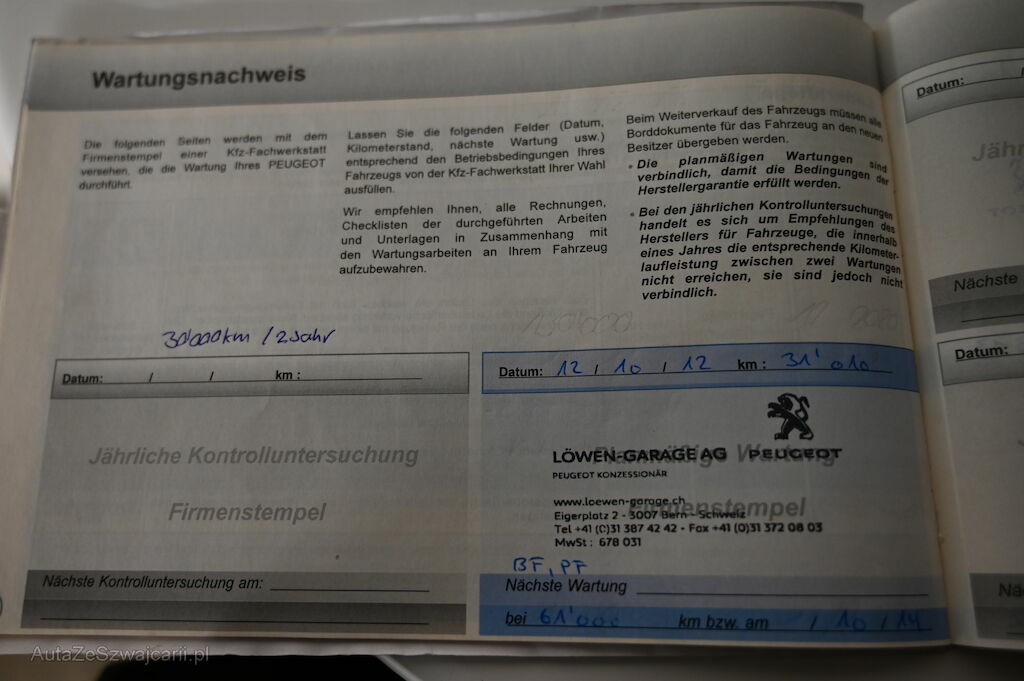 Wartungsnachweis
Die folgenden Seiten werden mit dem
Firmenstempel einer Kfz-Fachwerkstatt
versehen, die die Wartung Ihres PEUGEOT
durchführt.
Lassen Sie die folgenden Felder (Datum,
Kilometerstand, nächste Wartung usw.)
entsprechend den Betriebsbedingungen Ihres
Fahrzeugs von der Kfz-Fachwerkstatt Ihrer Wahl
ausfüllen.
Wir empfehlen Ihnen, alle Rechnungen,
Checklisten der durchgeführten Arbeiten
und Unterlagen in Zusammenhang mit
den Wartungsarbeiten an Ihrem Fahrzeug
aufzubewahren.
Beim Weiterverkauf des Fahrzeugs müssen alle
Borddokumente für das Fahrzeug an den neuen
Besitzer übergeben werden.
• Die planmäßigen Wartungen sind
verbindlich, damit die Bedingungen der
Herstellergarantie erfüllt werden.
• Bei den jährlichen Kontrolluntersuchungen
handelt es sich um Empfehlungen des
Herstellers für Fahrzeuge, die innerhalb
eines Jahres die entsprechende Kilometer-
laufleistung zwischen zwei Wartungen
nicht erreichen, sie sind jedoch nicht
verbindlich.
30'000km / 2 Jahr
Datum: / / km :
Jährliche Kontrolluntersuchung
Firmenstempel
Nächste Kontrolluntersuchung am:
Datum: 12 / 10 / 12 km : 31'010
Planmäßige Wartung
LÖWEN-GARAGE AG PEUGEOT
PEUGEOT KONZESSIONÄR
Firmenstempel
www.loewen-garage.ch
Eigerplatz 2 - 3007 Bern - Schweiz
Tel +41 (0)31 387 42 42 - Fax +41 (0)31 372 08 03
MwSt : 678 031
BF, PF
Nächste Wartung
bei 61'000 km bzw. am / 10 / 14
Datum:
Nächste
Datum:
AutaZeSzwajcarii.pl